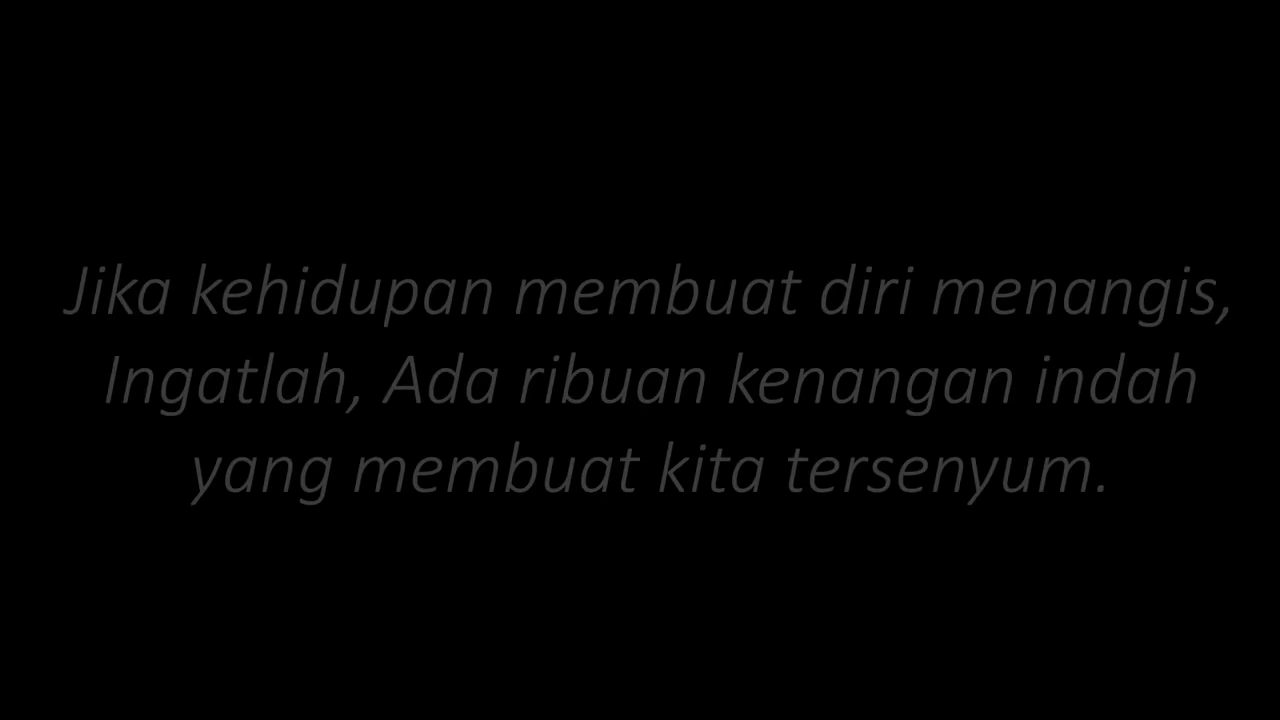 Jika kehidupan membuat diri menangis,
Ingatlah, Ada ribuan kenangan indah
yang membuat kita tersenyum.